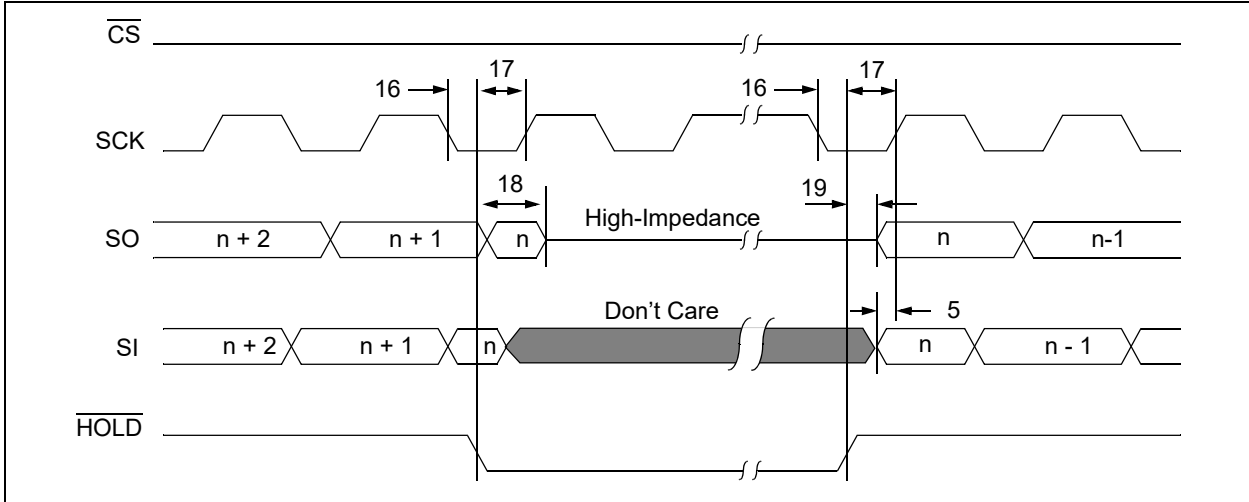 CS
17
17
16
16
SCK
18
19
High-Impedance
SO
n + 2
n + 1
n
n
n-1
Don't Care
5
SI
n + 2
n + 1
n
n
n - 1
HOLD